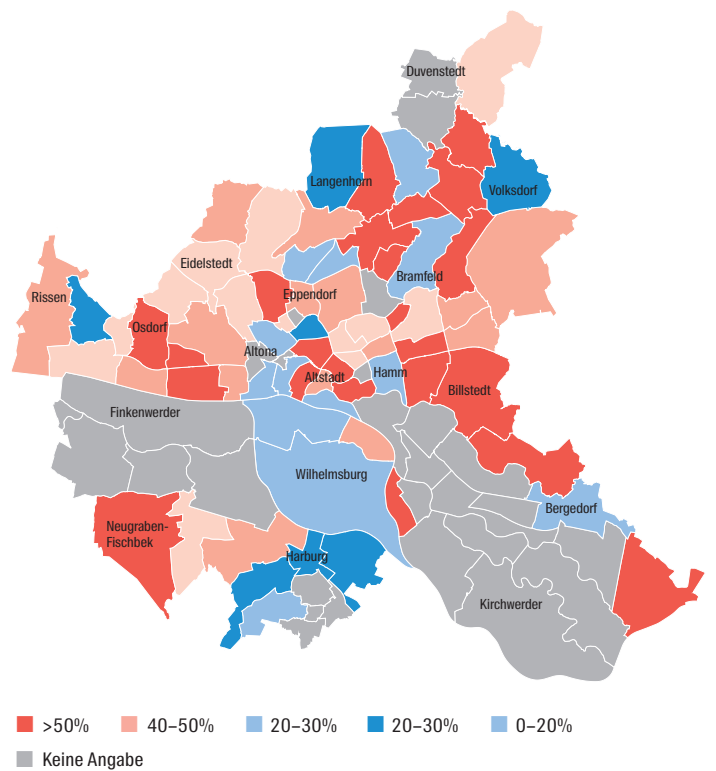 Duvenstedt
Langenhorn
Volksdorf
Eidelstedt
Bramfeld
Rissen
Eppendorf
Osdorf
Altona
Altstadt
Hamm
Billstedt
Finkenwerder
Wilhelmsburg
Bergedorf
Neugraben-
Fischbek
Harburg
Kirchwerder
>50%
40–50%
20–30%
20–30%
0–20%
Keine Angabe